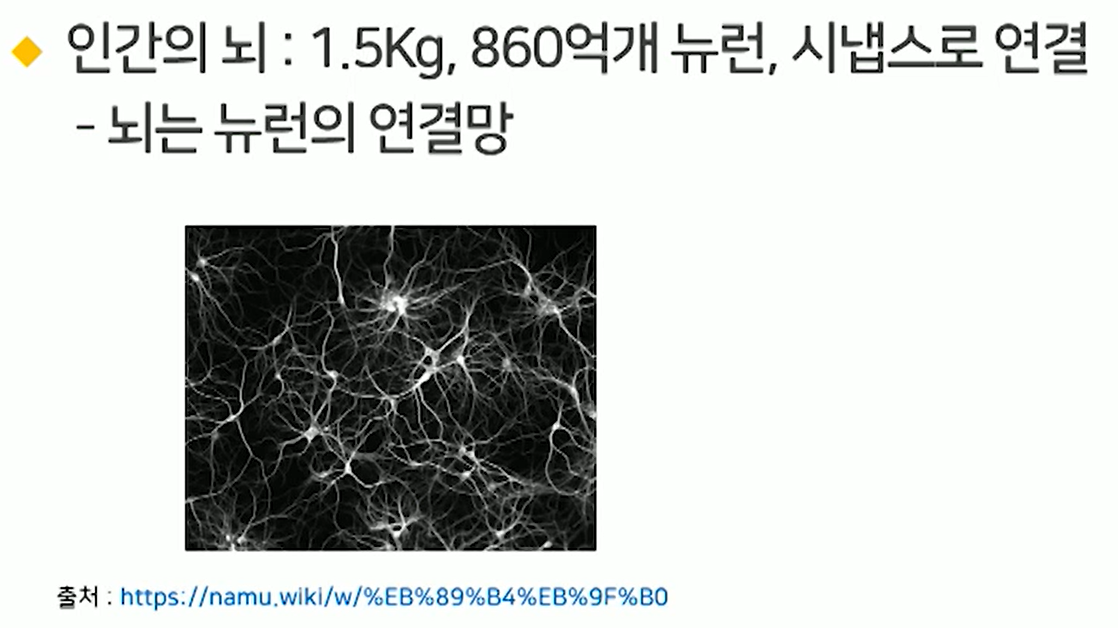 ◆ 인간의 뇌 : 1.5Kg, 860억개 뉴런, 시냅스로 연결
- 뇌는 뉴런의 연결망
출처 : https://namu.wiki/w/%EB%89%B4%EB%9F%B0